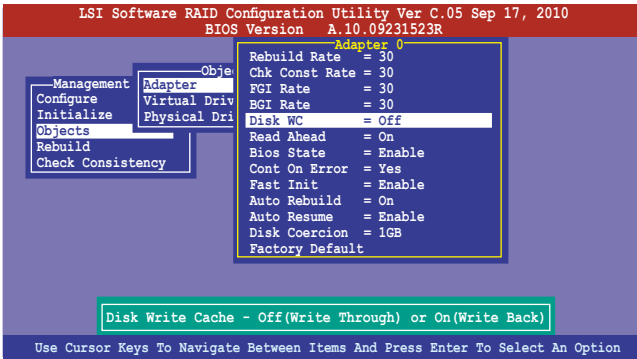 LSI Software RAID Configuration Utility Ver C.05 Sep 17, 2010
BIOS Version A.10.09231523R
Management
Configure
Initialize
Objects
Rebuild
Check Consistency
Obje
Adapter
Virtual Driv
Physical Dri
Adapter 0
Rebuild Rate = 30
Chk Const Rate = 30
FGI Rate = 30
BGI Rate = 30
Disk WC = Off
Read Ahead = On
Bios State = Enable
Cont On Error = Yes
Fast Init = Enable
Auto Rebuild = On
Auto Resume = Enable
Disk Coercion = 1GB
Factory Default
Disk Write Cache - Off(Write Through) or On(Write Back)
Use Cursor Keys To Navigate Between Items And Press Enter To Select An Option